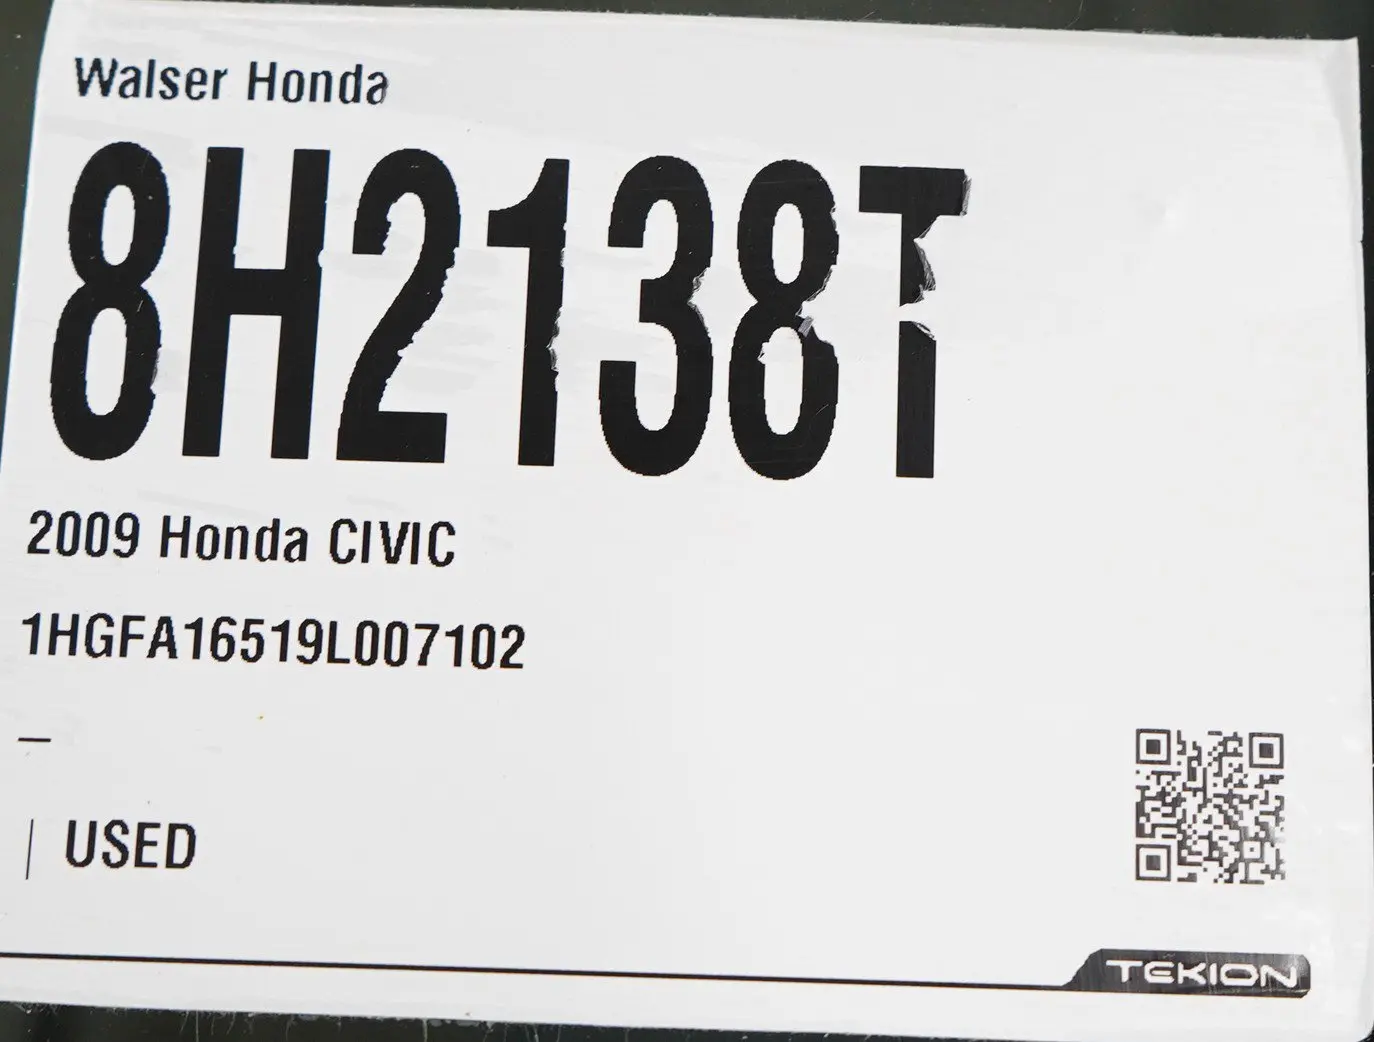 Walser Honda
8H2138T
2009 Honda CIVIC
1HGFA16519L007102
–
| USED
TEKION